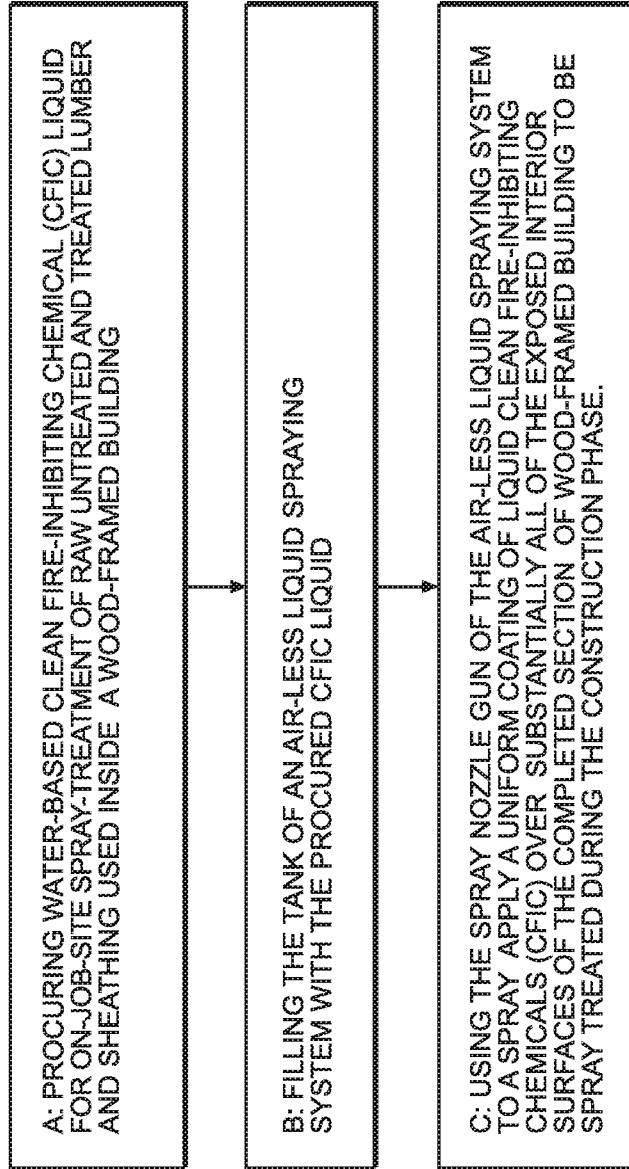 A: PROCURING WATER-BASED CLEAN FIRE-INHIBITING CHEMICAL (CFIC) LIQUID
FOR ON-JOB-SITE SPRAY-TREATMENT OF RAW UNTREATED AND TREATED LUMBER
AND SHEATHING USED INSIDE A WOOD-FRAMED BUILDING
B: FILLING THE TANK OF AN AIR-LESS LIQUID SPRAYING
SYSTEM WITH THE PROCURED CFIC LIQUID
C: USING THE SPRAY NOZZLE GUN OF THE AIR-LESS LIQUID SPRAYING SYSTEM
TO A SPRAY APPLY A UNIFORM COATING OF LIQUID CLEAN FIRE-INHIBITING
CHEMICALS (CFIC) OVER SUBSTANTIALLY ALL OF THE EXPOSED INTERIOR
SURFACES OF THE COMPLETED SECTION OF WOOD-FRAMED BUILDING TO BE
SPRAY TREATED DURING THE CONSTRUCTION PHASE.